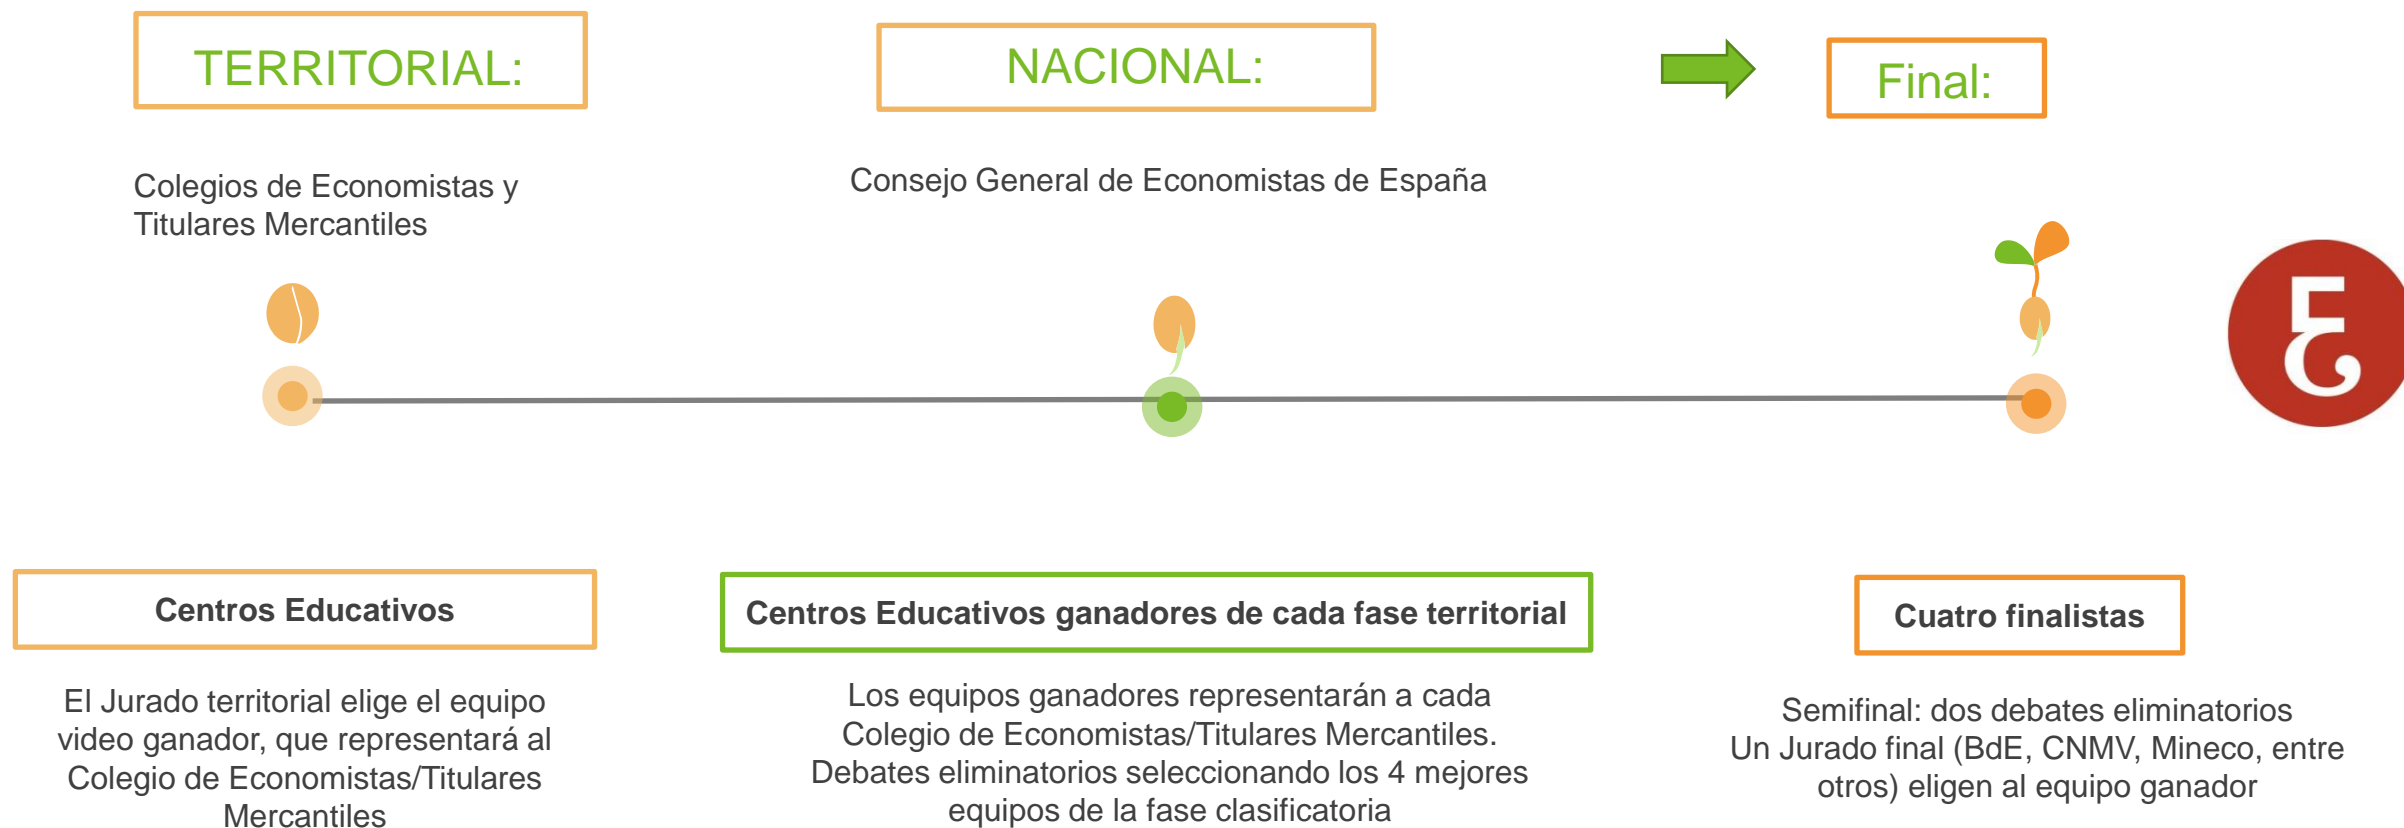 TERRITORIAL:
NACIONAL:
Final:
Colegios de Economistas y
Titulares Mercantiles
Consejo General de Economistas de España
Centros Educativos
El Jurado territorial elige el equipo
video ganador, que representará al
Colegio de Economistas/Titulares
Mercantiles
Centros Educativos ganadores de cada fase territorial
Los equipos ganadores representarán a cada
Colegio de Economistas/Titulares Mercantiles.
Debates eliminatorios seleccionando los 4 mejores
equipos de la fase clasificatoria
Cuatro finalistas
Semifinal: dos debates eliminatorios
Un Jurado final (BdE, CNMV, Mineco, entre
otros) eligen al equipo ganador